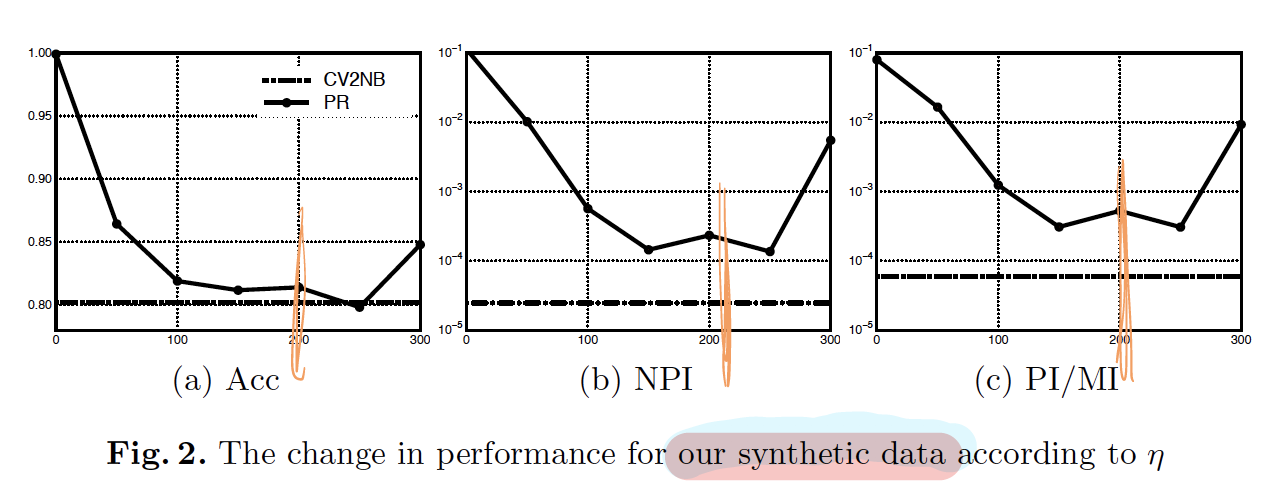 1.00
0.95
0.90
0.85
0.80
0 100 200 300
CV2NB
PR
(a) Acc
10⁻¹
10⁻²
10⁻³
10⁻⁴
10⁻⁵
0 100 200 300
(b) NPI
10⁻¹
10⁻²
10⁻³
10⁻⁴
10⁻⁵
0 100 200 300
(c) PI/MI
Fig. 2. The change in performance for our synthetic data according to η